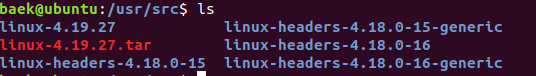 baek@ubuntu:/usr/src$ ls
linux-4.19.27 linux-headers-4.18.0-15-generic
linux-4.19.27.tar linux-headers-4.18.0-16
linux-headers-4.18.0-15 linux-headers-4.18.0-16-generic